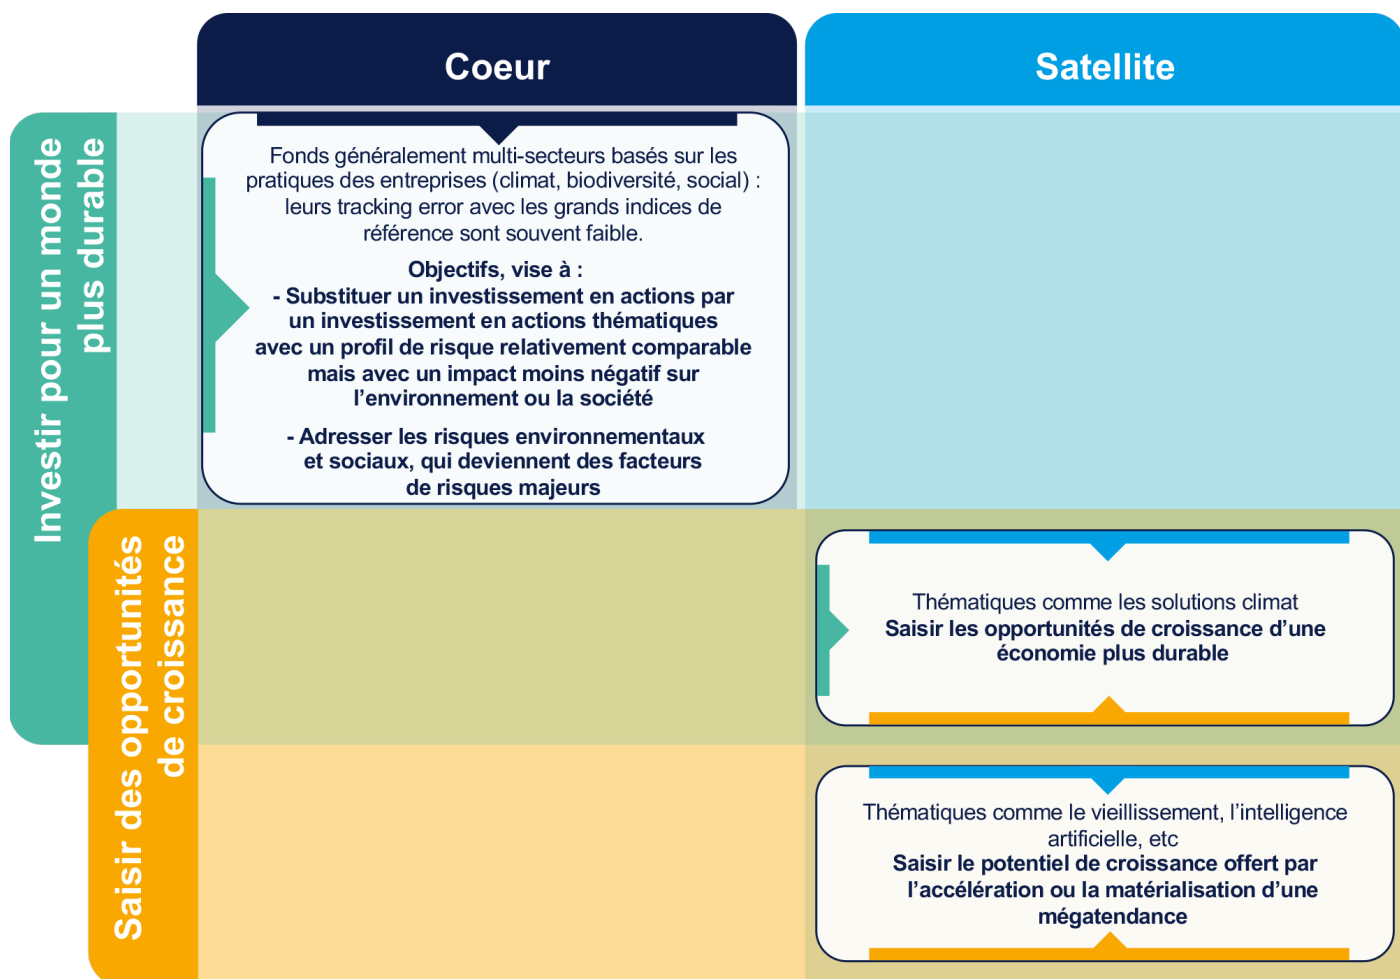 Coeur
Satellite
Investir pour un monde
plus durable
Fonds généralement multi-secteurs basés sur les
pratiques des entreprises (climat, biodiversité, social) :
leurs tracking error avec les grands indices de
référence sont souvent faible.
Objectifs, vise à :
- Substituer un investissement en actions par
un investissement en actions thématiques
avec un profil de risque relativement comparable
mais avec un impact moins négatif sur
l’environnement ou la société
- Adresser les risques environnementaux
et sociaux, qui deviennent des facteurs
de risques majeurs
Saisir des opportunités
de croissance
Thématiques comme les solutions climat
Saisir les opportunités de croissance d’une
économie plus durable
Thématiques comme le vieillissement, l’intelligence
artificielle, etc
Saisir le potentiel de croissance offert par
l’accélération ou la matérialisation d’une
mégatendance